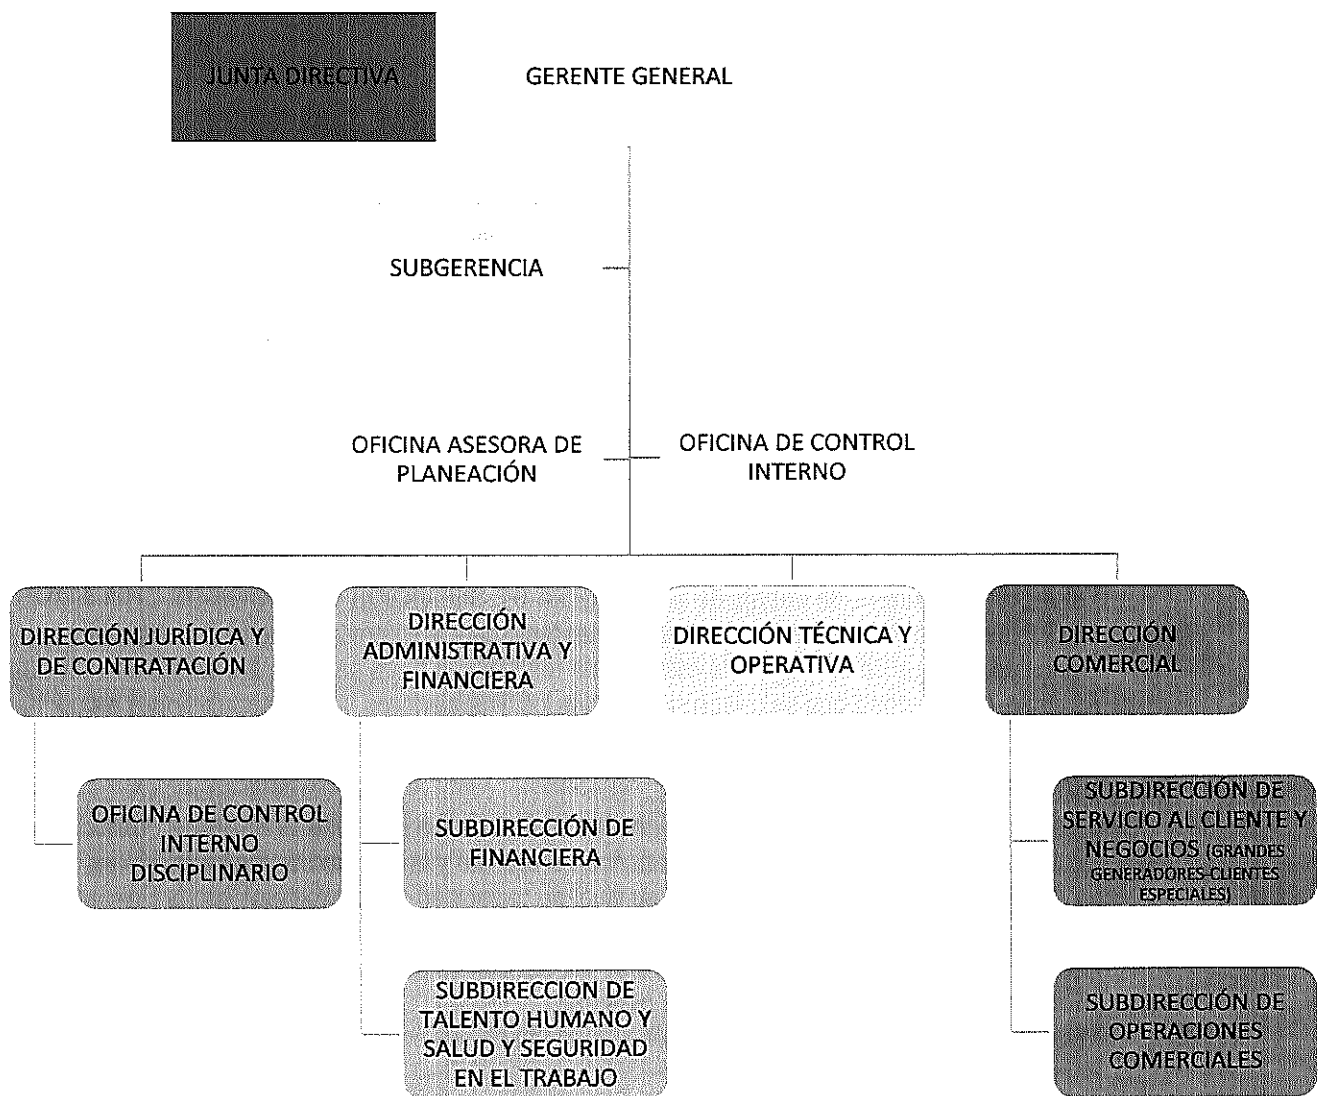 JUNTA DIRECTIVA
GERENTE GENERAL
SUBGERENCIA
OFICINA ASESORA DE
PLANEACIÓN
OFICINA DE CONTROL
INTERNO
DIRECCIÓN JURÍDICA Y
DE CONTRATACIÓN
DIRECCIÓN
ADMINISTRATIVA Y
FINANCIERA
DIRECCIÓN TÉCNICA Y
OPERATIVA
DIRECCIÓN
COMERCIAL
OFICINA DE CONTROL
INTERNO
DISCIPLINARIO
SUBDIRECCIÓN DE
FINANCIERA
SUBDIRECCIÓN DE
SERVICIO AL CLIENTE Y
NEGOCIOS (GRANDES
GENERADORES-CLIENTES
ESPECIALES)
SUBDIRECCION DE
TALENTO HUMANO Y
SALUD Y SEGURIDAD
EN EL TRABAJO
SUBDIRECCIÓN DE
OPERACIONES
COMERCIALES